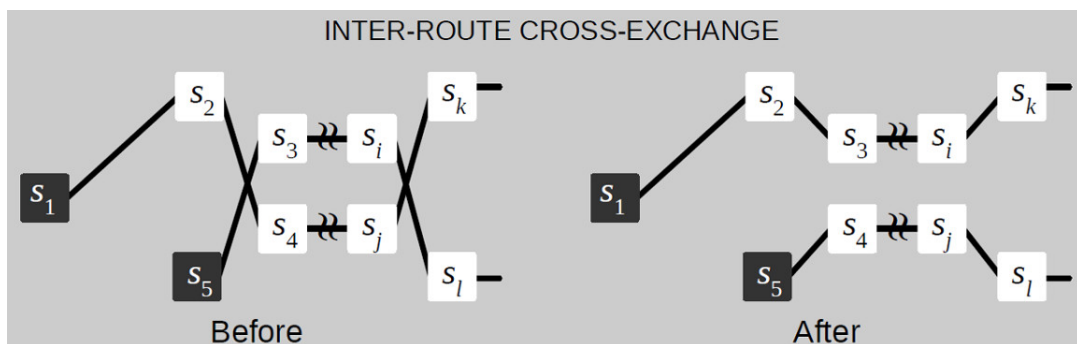 INTER-ROUTE CROSS-EXCHANGE
s2 sk s2 sk
s3 si s3 si
s1 s1
s4 sj s4 sj
s5 sl s5 sl
Before After